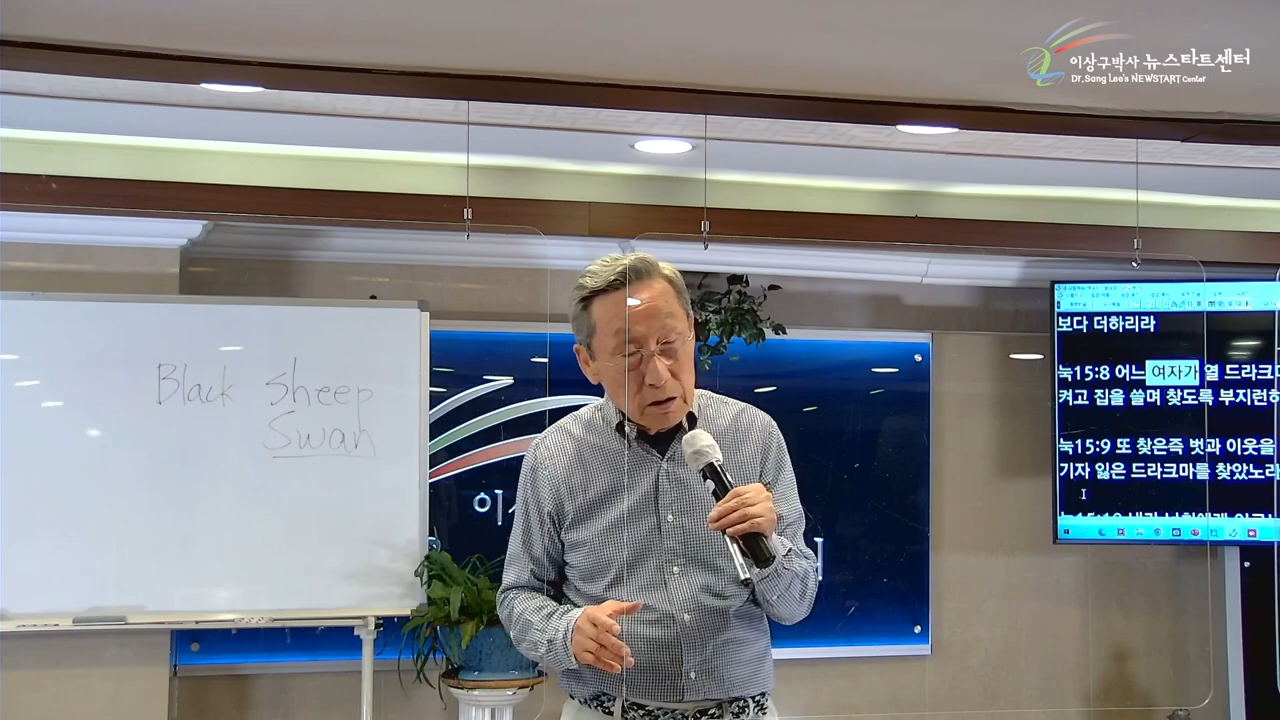 이상구박사 뉴스타트센터
Dr. Sang Lee's NEWSTART Center
Black Sheep
Swan
보다 더하리라
눅15:8 어느 여자가 열 드라크마
켜고 집을 쓸며 찾도록 부지런히
눅15:9 또 찾은즉 벗과 이웃을
기자 잃은 드라크마를 찾았노라
이상